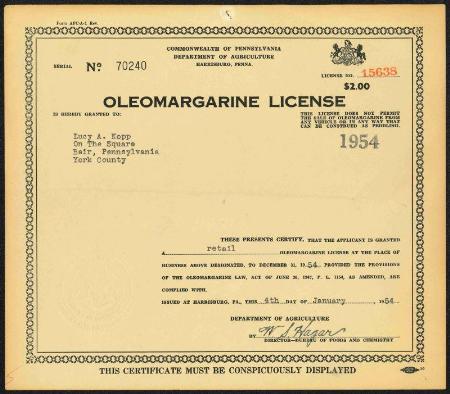 Form AFC-A-1. Rev.
COMMONWEALTH OF PENNSYLVANIA
DEPARTMENT OF AGRICULTURE
HARRISBURG, PENNA.
SERIAL Nº 70240
LICENSE NO. 15638
$2.00
OLEOMARGARINE LICENSE
IS HEREBY GRANTED TO:
THIS LICENSE DOES NOT PERMIT
THE SALE OF OLEOMARGARINE FROM
ANY VEHICLE OR IN ANY WAY THAT
CAN BE CONSTRUED AS PEDDLING.
1954
Lucy A. Kopp
On The Square
Bair, Pennsylvania
York County
THESE PRESENTS CERTIFY, THAT THE APPLICANT IS GRANTED
A retail OLEOMARGARINE LICENSE AT THE PLACE OF
BUSINESS ABOVE DESIGNATED, TO DECEMBER 31, 1954 PROVIDED THE PROVISIONS
OF THE OLEOMARGARINE LAW, ACT OF JUNE 26, 1947, P. L. 1154, AS AMENDED, ARE
COMPLIED WITH.
ISSUED AT HARRISBURG, PA., THIS 4th DAY OF January, 1954
DEPARTMENT OF AGRICULTURE
BY W. S. Hager
DIRECTOR—BUREAU OF FOODS AND CHEMISTRY
THIS CERTIFICATE MUST BE CONSPICUOUSLY DISPLAYED